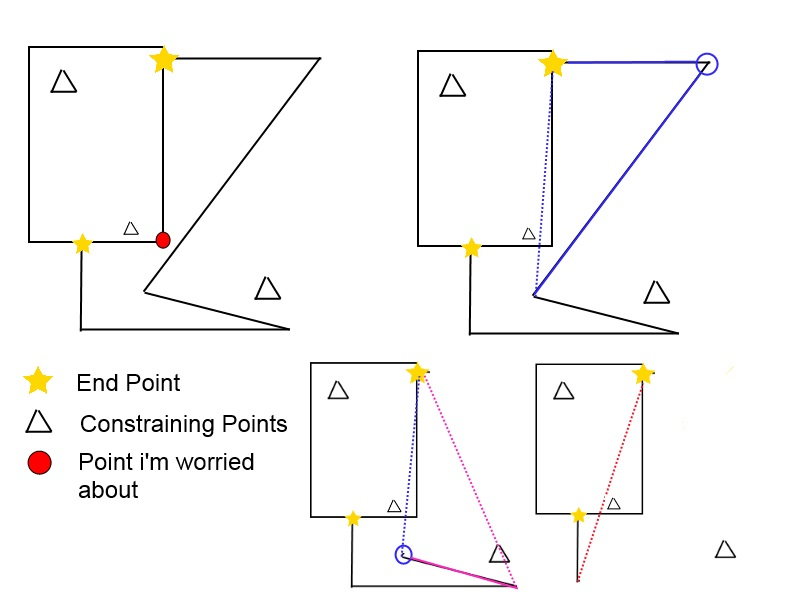 End Point
Constraining Points
Point i'm worried
about